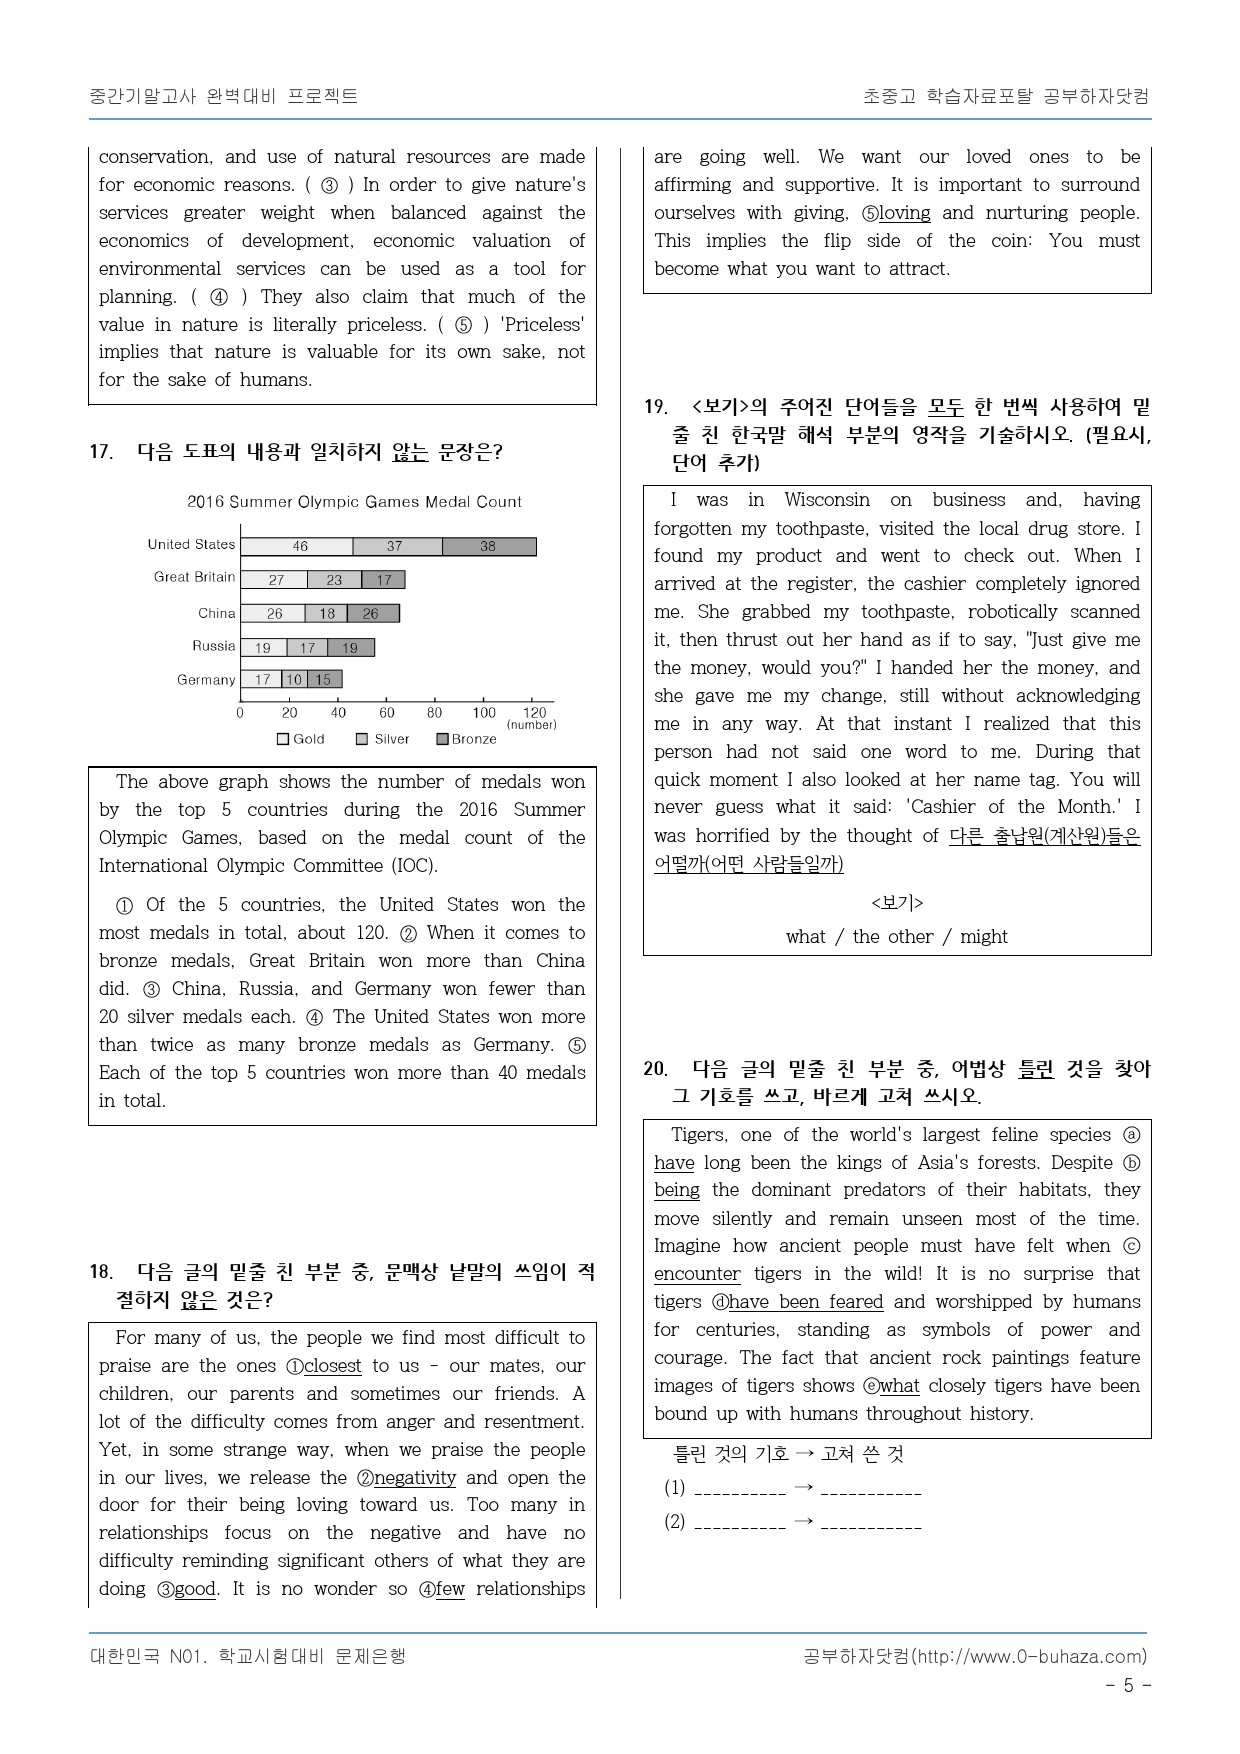 중간기말고사 완벽대비 프로젝트
초중고 학습자료포탈 공부하자닷컴
conservation, and use of natural resources are made
for economic reasons. ( ③ ) In order to give nature's
services greater weight when balanced against the
economics of development, economic valuation of
environmental services can be used as a tool for
planning. ( ④ ) They also claim that much of the
value in nature is literally priceless. ( ⑤ ) 'Priceless'
implies that nature is valuable for its own sake, not
for the sake of humans.
17. 다음 도표의 내용과 일치하지 않는 문장은?
2016 Summer Olympic Games Medal Count
United States 46 37 38
Great Britain 27 23 17
China 26 18 26
Russia 19 17 19
Germany 17 10 15
0 20 40 60 80 100 120
(number)
Gold Silver Bronze
The above graph shows the number of medals won
by the top 5 countries during the 2016 Summer
Olympic Games, based on the medal count of the
International Olympic Committee (IOC).
① Of the 5 countries, the United States won the
most medals in total, about 120. ② When it comes to
bronze medals, Great Britain won more than China
did. ③ China, Russia, and Germany won fewer than
20 silver medals each. ④ The United States won more
than twice as many bronze medals as Germany. ⑤
Each of the top 5 countries won more than 40 medals
in total.
18. 다음 글의 밑줄 친 부분 중, 문맥상 낱말의 쓰임이 적
절하지 않은 것은?
For many of us, the people we find most difficult to
praise are the ones ①closest to us - our mates, our
children, our parents and sometimes our friends. A
lot of the difficulty comes from anger and resentment.
Yet, in some strange way, when we praise the people
in our lives, we release the ②negativity and open the
door for their being loving toward us. Too many in
relationships focus on the negative and have no
difficulty reminding significant others of what they are
doing ③good. It is no wonder so ④few relationships
are going well. We want our loved ones to be
affirming and supportive. It is important to surround
ourselves with giving, ⑤loving and nurturing people.
This implies the flip side of the coin: You must
become what you want to attract.
19. <보기>의 주어진 단어들을 모두 한 번씩 사용하여 밑
줄 친 한국말 해석 부분의 영작을 기술하시오. (필요시,
단어 추가)
I was in Wisconsin on business and, having
forgotten my toothpaste, visited the local drug store. I
found my product and went to check out. When I
arrived at the register, the cashier completely ignored
me. She grabbed my toothpaste, robotically scanned
it, then thrust out her hand as if to say, "Just give me
the money, would you?" I handed her the money, and
she gave me my change, still without acknowledging
me in any way. At that instant I realized that this
person had not said one word to me. During that
quick moment I also looked at her name tag. You will
never guess what it said: 'Cashier of the Month.' I
was horrified by the thought of 다른 출납원(계산원)들은
어떨까(어떤 사람들일까)
<보기>
what / the other / might
20. 다음 글의 밑줄 친 부분 중, 어법상 틀린 것을 찾아
그 기호를 쓰고, 바르게 고쳐 쓰시오.
Tigers, one of the world's largest feline species ⓐ
have long been the kings of Asia's forests. Despite ⓑ
being the dominant predators of their habitats, they
move silently and remain unseen most of the time.
Imagine how ancient people must have felt when ⓒ
encounter tigers in the wild! It is no surprise that
tigers ⓓhave been feared and worshipped by humans
for centuries, standing as symbols of power and
courage. The fact that ancient rock paintings feature
images of tigers shows ⓔwhat closely tigers have been
bound up with humans throughout history.
틀린 것의 기호 → 고쳐 쓴 것
(1) __________ → ___________
(2) __________ → ___________
대한민국 N01. 학교시험대비 문제은행
공부하자닷컴(http://www.0-buhaza.com)
- 5 -